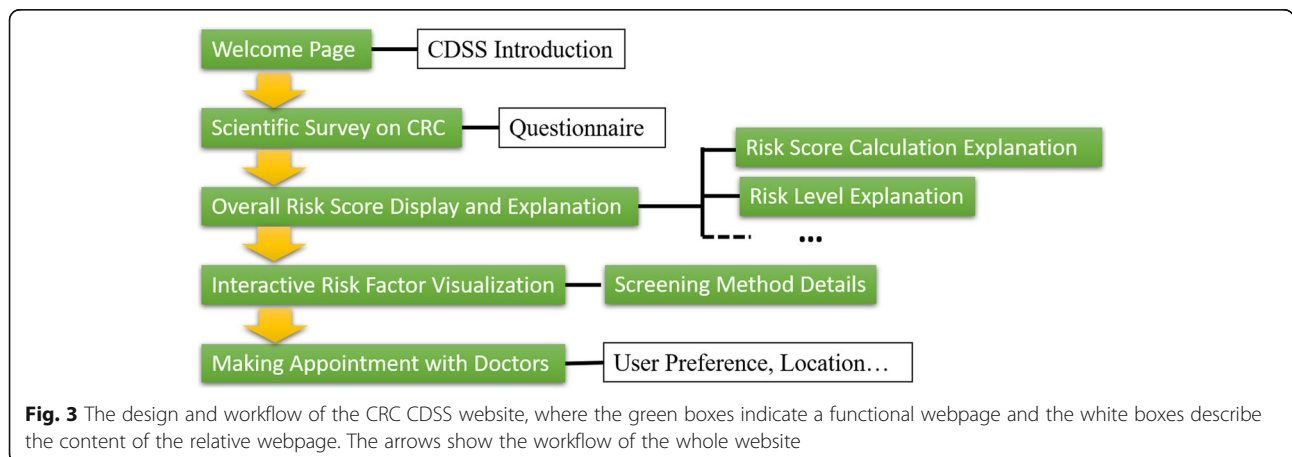 Welcome Page
CDSS Introduction
Scientific Survey on CRC
Questionnaire
Overall Risk Score Display and Explanation
Risk Score Calculation Explanation
Risk Level Explanation
...
Interactive Risk Factor Visualization
Screening Method Details
Making Appointment with Doctors
User Preference, Location…
Fig. 3 The design and workflow of the CRC CDSS website, where the green boxes indicate a functional webpage and the white boxes describe
the content of the relative webpage. The arrows show the workflow of the whole website